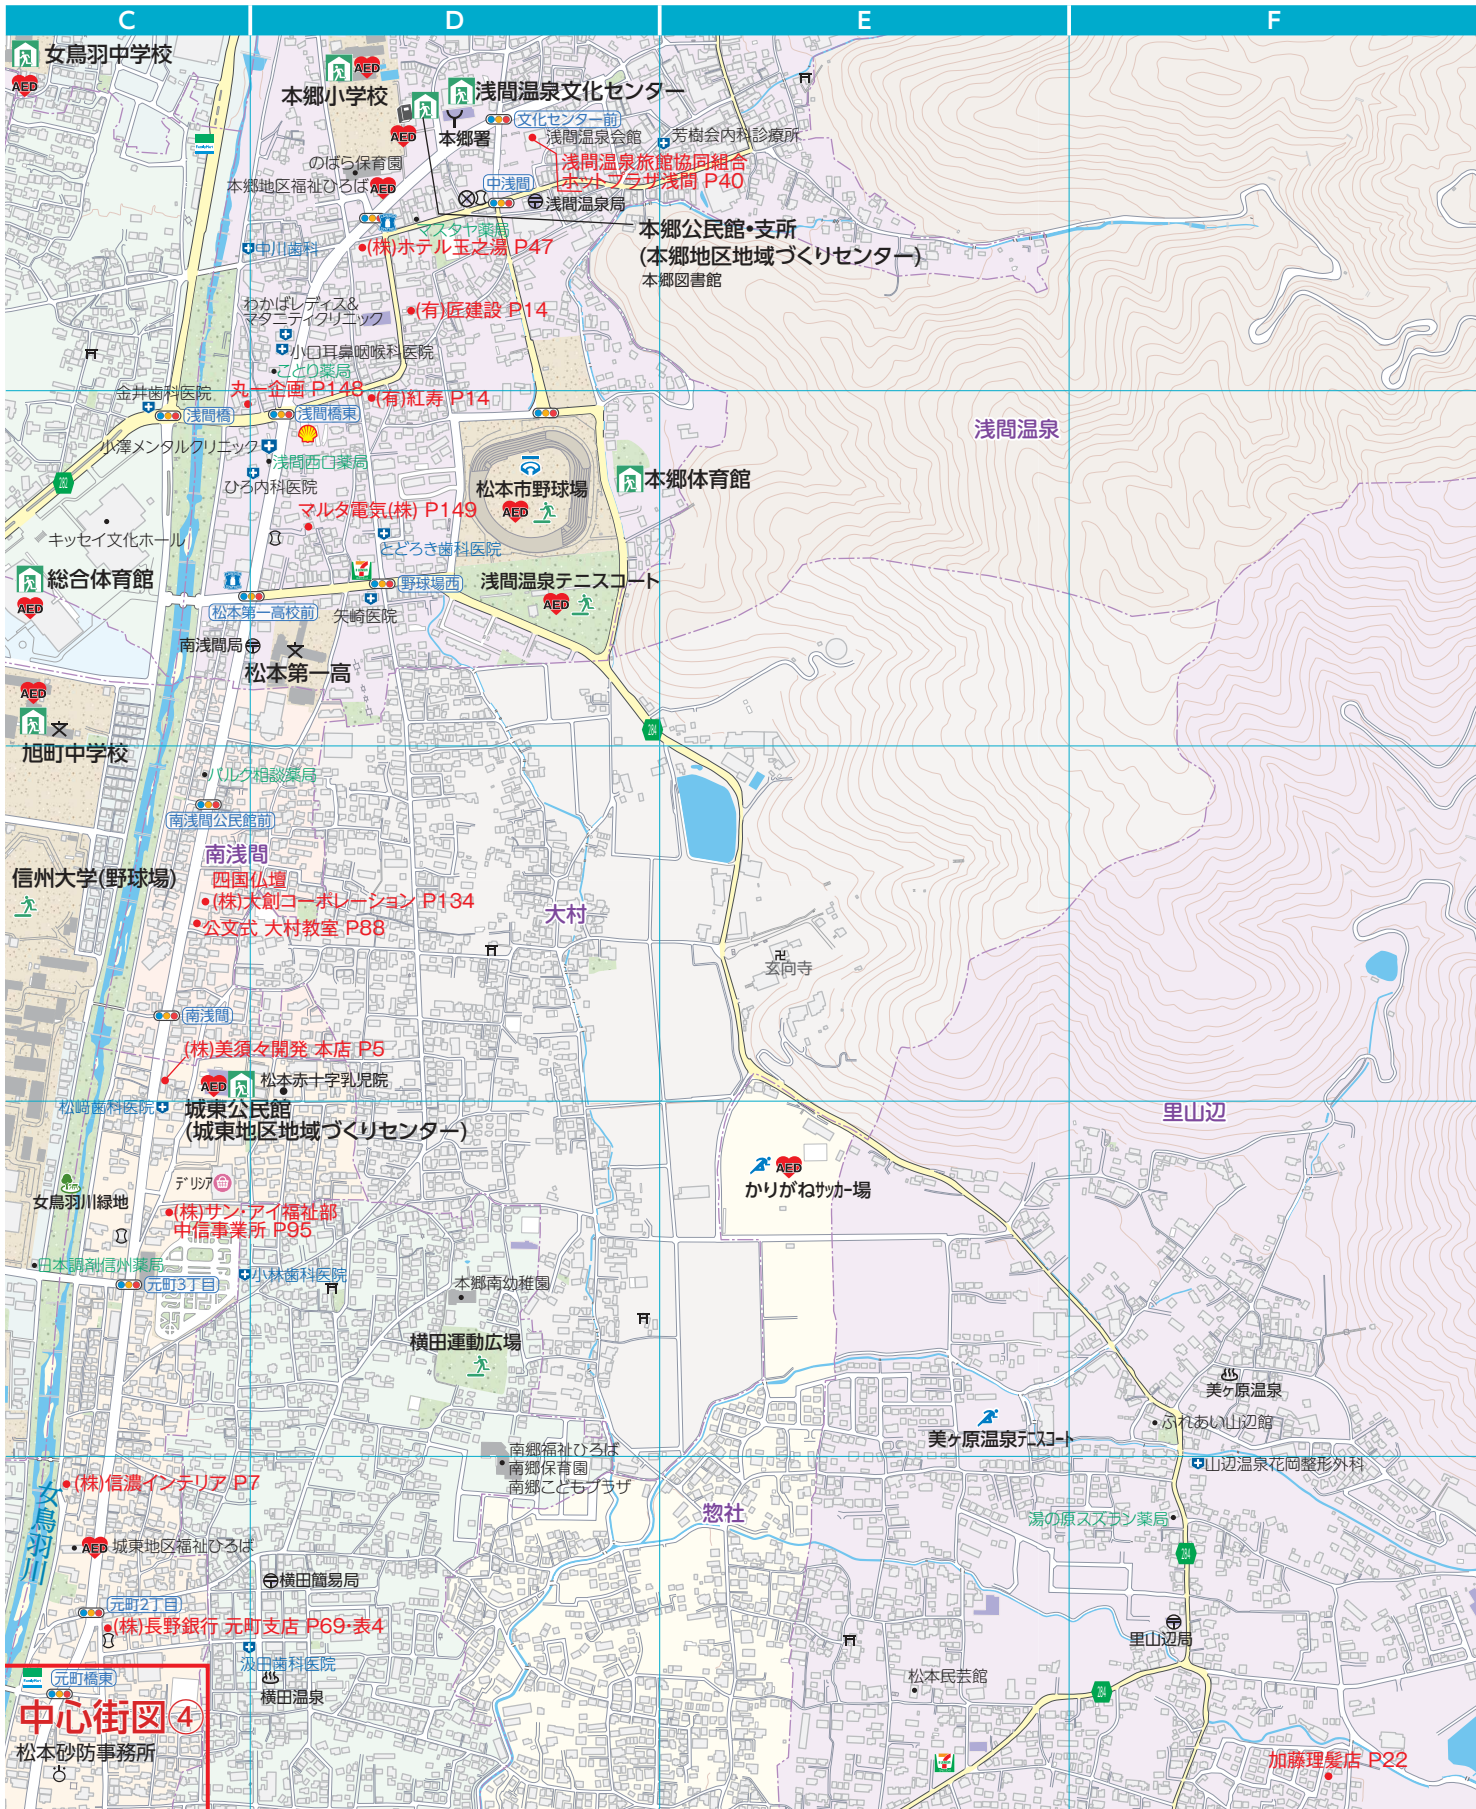 C
D
E
F
女鳥羽中学校
AED
本郷小学校
AED
浅間温泉文化センター
文化センター前
AED
本郷署
浅間温泉会館
芳樹会内科診療所
浅間温泉旅館協同組合
ホットプラザ浅間 P40
FamilyMart
のばら保育園
本郷地区福祉ひろば
AED
中浅間
浅間温泉局
マスタヤ薬局
本郷公民館・支所
(本郷地区地域づくりセンター)
本郷図書館
中川歯科
(株)ホテル玉之湯 P47
わかばレディス&
マタニティクリニック
(有)匠建設 P14
小口耳鼻咽喉科医院
ことり薬局
丸一企画 P148
(有)紅寿 P14
金井歯科医院
浅間橋
浅間橋東
浅間温泉
小澤メンタルクリニック
浅間西口薬局
282
ひろ内科医院
松本市野球場
AED
本郷体育館
マルタ電気(株) P149
キッセイ文化ホール
とどろき歯科医院
総合体育館
AED
野球場西
浅間温泉テニスコート
AED
松本第一高校前
矢崎医院
南浅間局
松本第一高
AED
旭町中学校
284
パルク相談薬局
南浅間公民館前
南浅間
信州大学(野球場)
四国仏壇
(株)大創コーポレーション P134
公文式 大村教室 P88
大村
玄向寺
南浅間
(株)美須々開発 本店 P5
AED
松本赤十字乳児院
松崎歯科医院
城東公民館
(城東地区地域づくりセンター)
里山辺
AED
かりがねサッカー場
デリシア
女鳥羽川緑地
(株)サン・アイ福祉部
中信事業所 P95
日本調剤信州薬局
元町3丁目
小林歯科医院
本郷南幼稚園
横田運動広場
美ヶ原温泉
ふれあい山辺館
美ヶ原温泉テニスコート
南郷福祉ひろば
南郷保育園
南郷こどもプラザ
山辺温泉花岡整形外科
(株)信濃インテリア P7
女鳥羽川
惣社
湯の原スズラン薬局
AED
城東地区福祉ひろば
284
横田簡易局
元町2丁目
(株)長野銀行 元町支店 P69・表4
里山辺局
汲田歯科医院
横田温泉
FamilyMart
元町橋東
松本民芸館
284
中心街図④
松本砂防事務所
加藤理髪店 P22